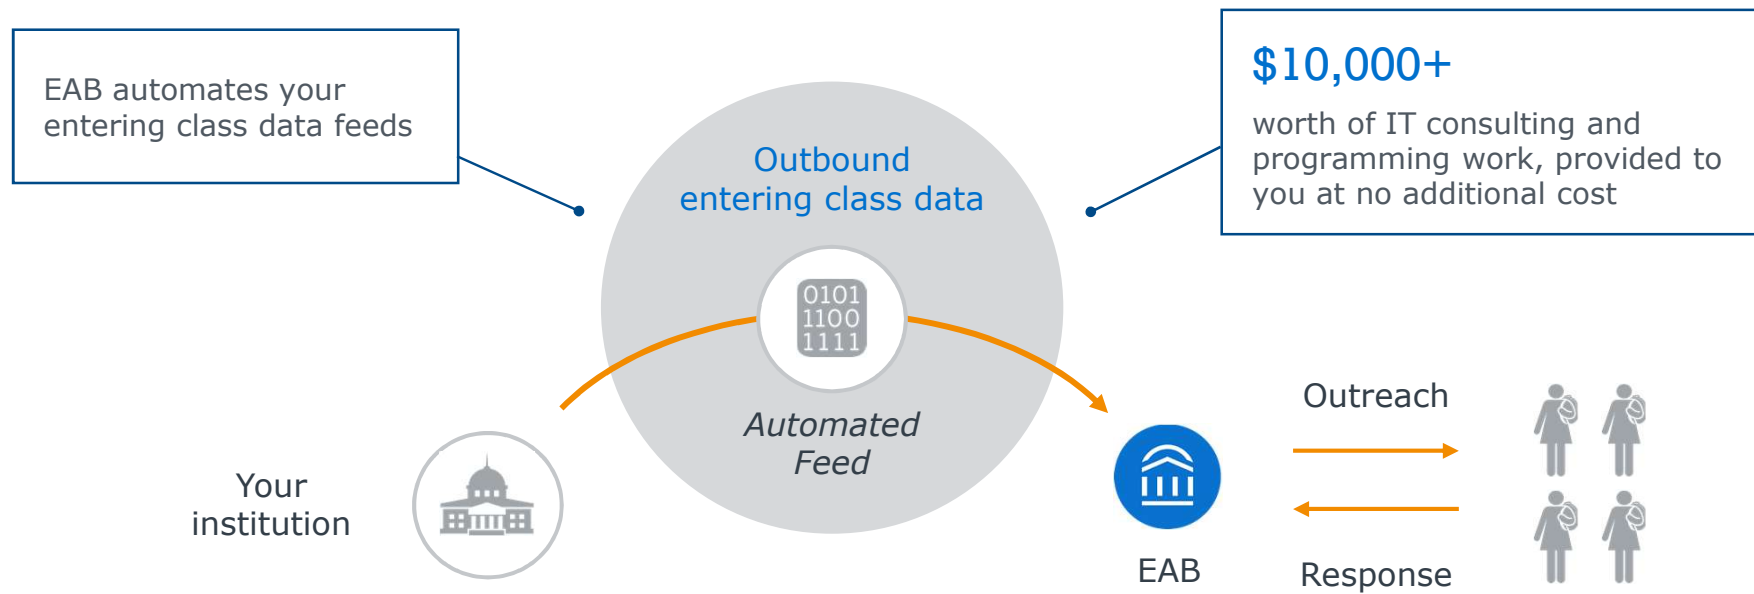 EAB automates your
entering class data feeds
$10,000+
worth of IT consulting and
programming work, provided to
you at no additional cost
Outbound
entering class data
0101
1100
1111
Automated
Feed
Your
institution
EAB
Outreach
Response